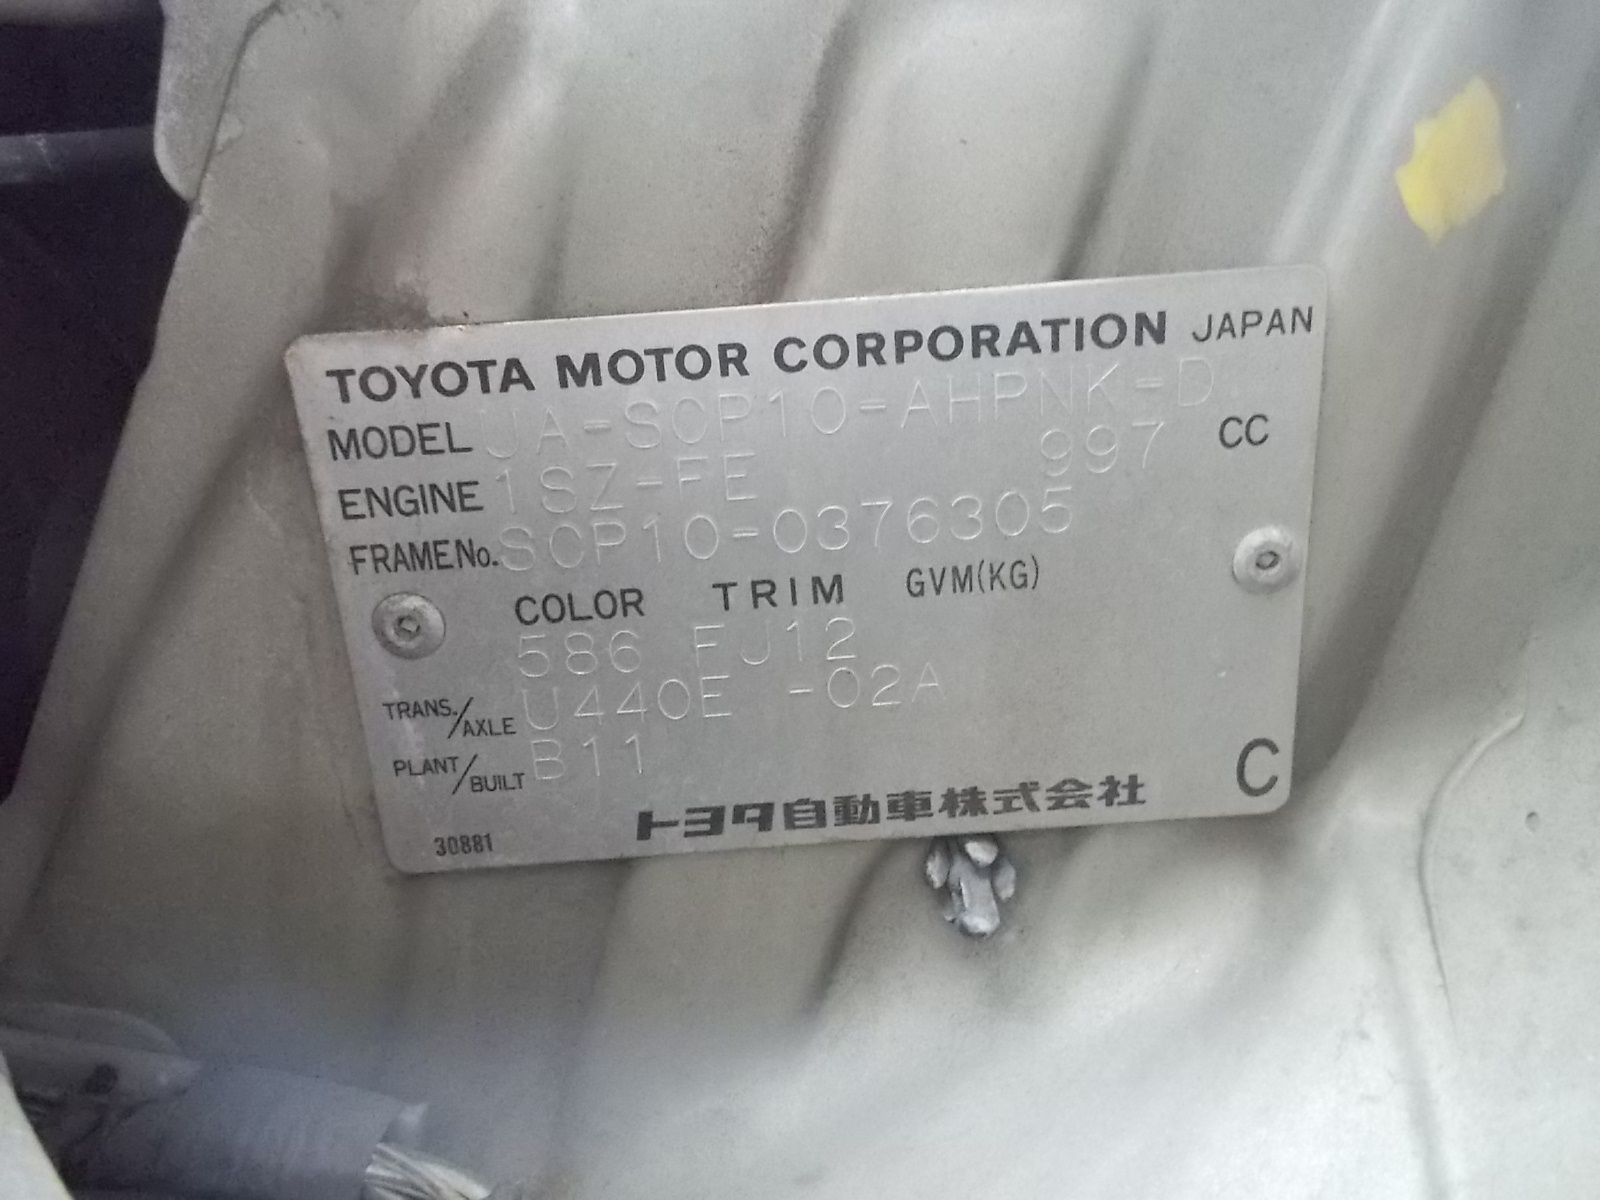 TOYOTA MOTOR CORPORATION JAPAN
MODEL UA-SCP10-AHPNK-D
ENGINE 1SZ-FE 997 CC
FRAME No. SCP10-0376305
COLOR TRIM GVM(KG)
586 FJ12
TRANS./AXLE U440E -02A
PLANT/BUILT B11
トヨタ自動車株式会社 C
30881